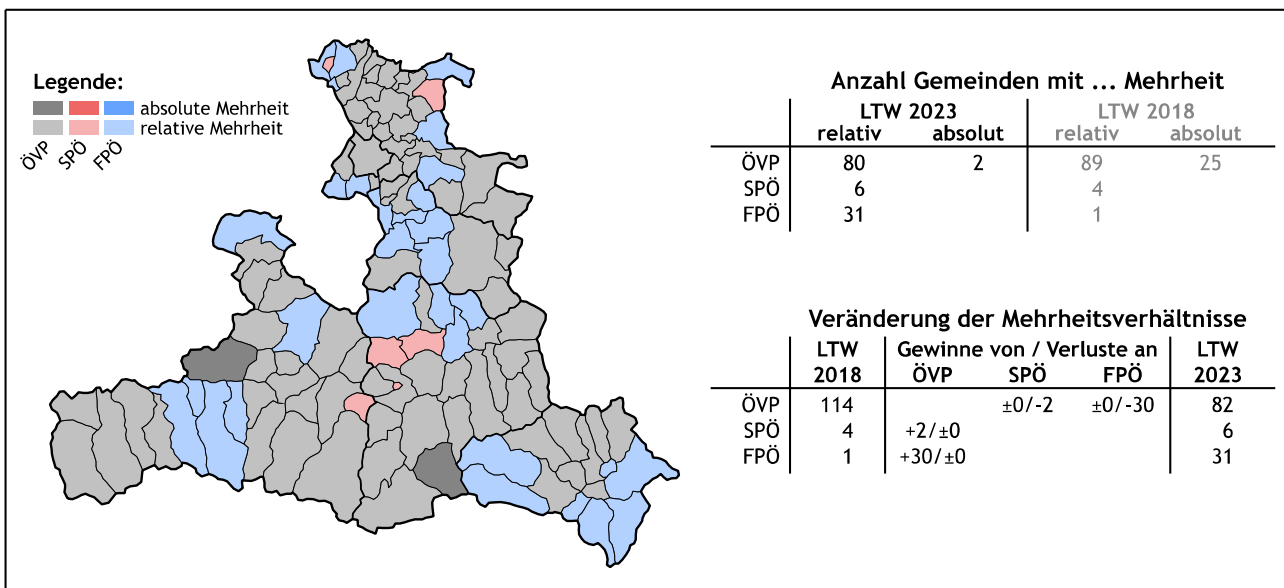 Legende:
absolute Mehrheit
relative Mehrheit
ÖVP SPÖ FPÖ
Anzahl Gemeinden mit ... Mehrheit
LTW 2023 LTW 2018
relativ absolut relativ absolut
ÖVP 80 2 89 25
SPÖ 6 4
FPÖ 31 1
Veränderung der Mehrheitsverhältnisse
LTW Gewinne von / Verluste an LTW
2018 ÖVP SPÖ FPÖ 2023
ÖVP 114 ±0/-2 ±0/-30 82
SPÖ 4 +2/±0 6
FPÖ 1 +30/±0 31